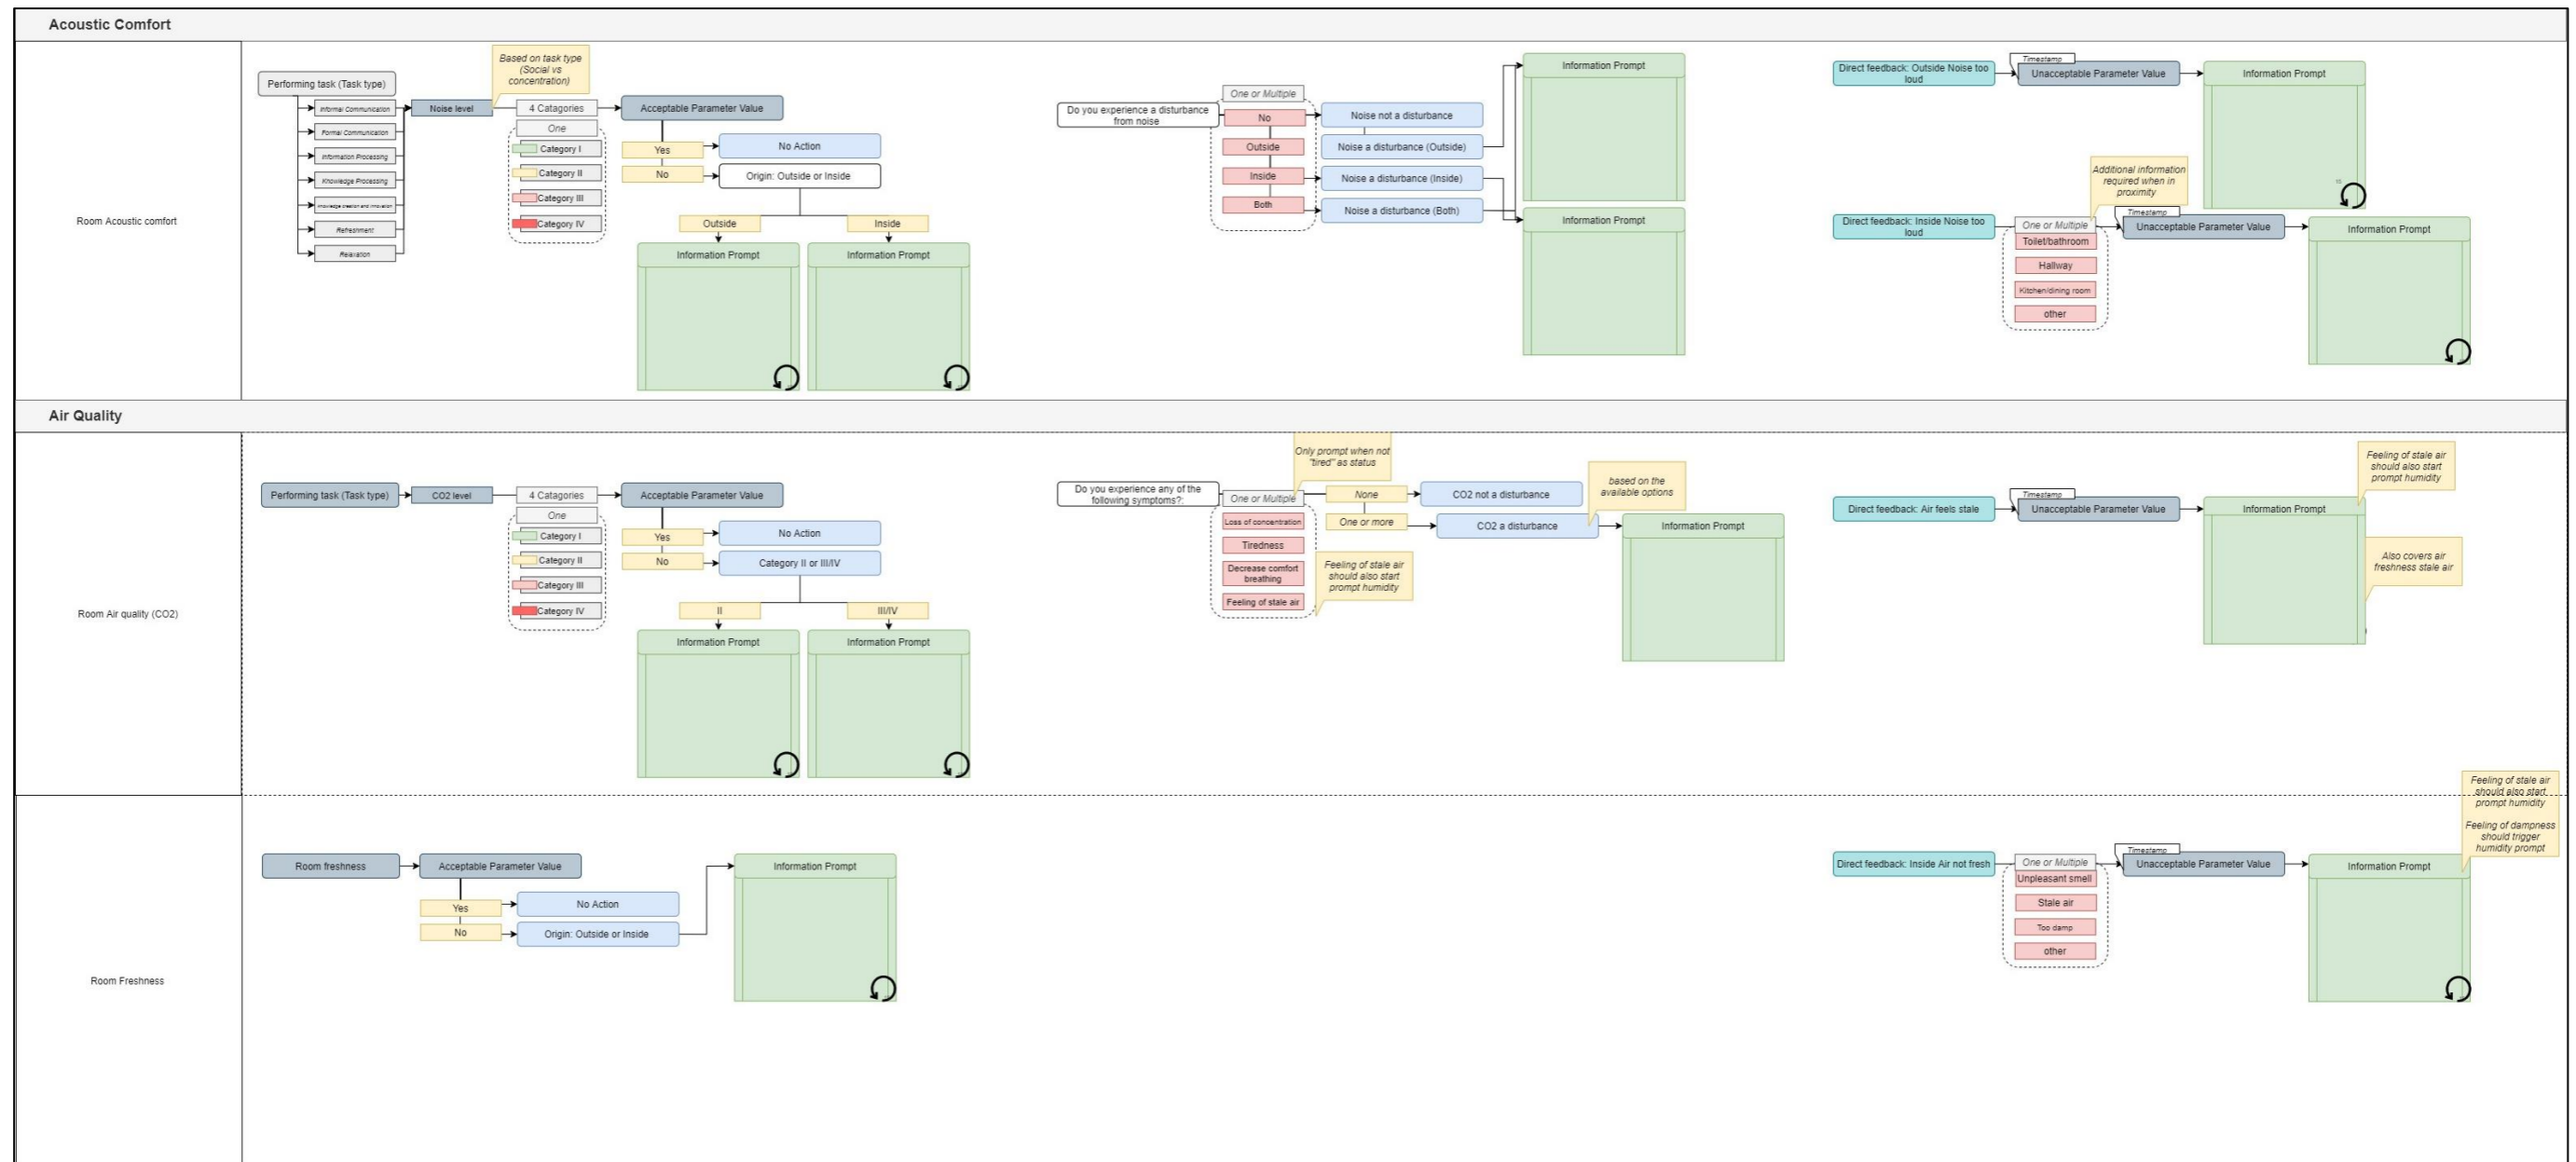 Acoustic Comfort
Room Acoustic comfort
Performing task (Task type)
Informal Communication
Formal Communication
Information Processing
Knowledge Processing
Knowledge creation and innovation
Refreshment
Relaxation
Noise level
Based on task type
(Social vs
concentration)
4 Catagories
One
Category I
Category II
Category III
Category IV
Acceptable Parameter Value
Yes
No
No Action
Origin: Outside or Inside
Outside
Inside
Information Prompt
Information Prompt
Do you experience a disturbance
from noise
One or Multiple
No
Outside
Inside
Both
Noise not a disturbance
Noise a disturbance (Outside)
Noise a disturbance (Inside)
Noise a disturbance (Both)
Information Prompt
Information Prompt
Direct feedback: Outside Noise too
loud
Timestamp
Unacceptable Parameter Value
Information Prompt
Additional information
required when in
proximity
Direct feedback: Inside Noise too
loud
One or Multiple
Toilet/bathroom
Hallway
Kitchen/dining room
other
Timestamp
Unacceptable Parameter Value
Information Prompt
Air Quality
Room Air quality (CO2)
Performing task (Task type)
CO2 level
4 Catagories
One
Category I
Category II
Category III
Category IV
Acceptable Parameter Value
Yes
No
No Action
Category II or III/IV
II
III/IV
Information Prompt
Information Prompt
Do you experience any of the
following symptoms?:
Only prompt when not
"tired" as status
One or Multiple
Loss of concentration
Tiredness
Decrease comfort
breathing
Feeling of stale air
None
One or more
CO2 not a disturbance
CO2 a disturbance
based on the
available options
Feeling of stale air
should also start
prompt humidity
Information Prompt
Direct feedback: Air feels stale
Timestamp
Unacceptable Parameter Value
Information Prompt
Feeling of stale air
should also start
prompt humidity
Also covers air
freshness stale air
Room Freshness
Room freshness
Acceptable Parameter Value
Yes
No
No Action
Origin: Outside or Inside
Information Prompt
Direct feedback: Inside Air not fresh
One or Multiple
Unpleasant smell
Stale air
Too damp
other
Timestamp
Unacceptable Parameter Value
Information Prompt
Feeling of stale air
should also start
prompt humidity
Feeling of dampness
should trigger
humidity prompt